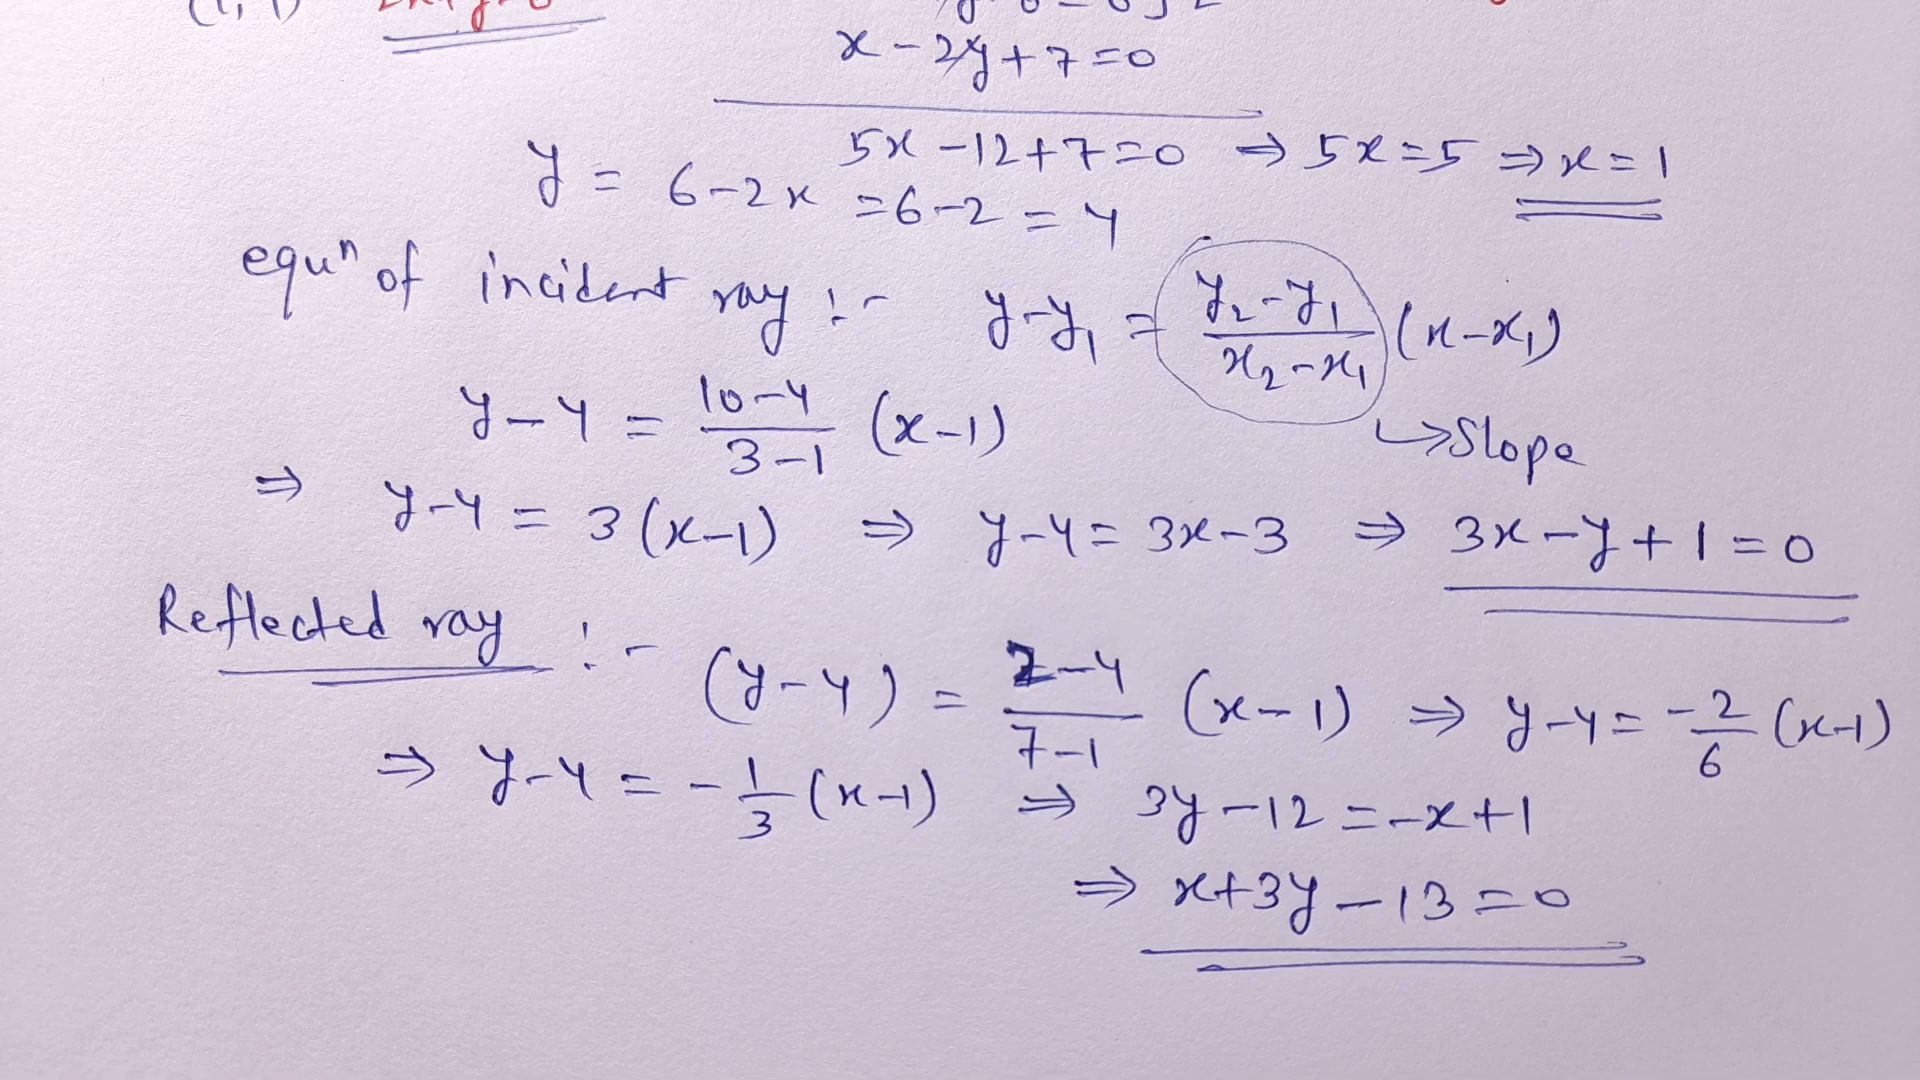 x - 2y + 7 = 0
5x - 12 + 7 = 0 ⇒ 5x = 5 ⇒ x = 1
y = 6 - 2x = 6 - 2 = 4
equⁿ of incident ray :- y - y₁ = (y₂ - y₁)/(x₂ - x₁) (x - x₁)
↳ Slope
y - 4 = (10 - 4)/(3 - 1) (x - 1)
⇒ y - 4 = 3(x - 1) ⇒ y - 4 = 3x - 3 ⇒ 3x - y + 1 = 0
Reflected ray :- (y - 4) = (2 - 4)/(7 - 1) (x - 1) ⇒ y - 4 = -2/6 (x - 1)
⇒ y - 4 = -1/3 (x - 1) ⇒ 3y - 12 = -x + 1
⇒ x + 3y - 13 = 0